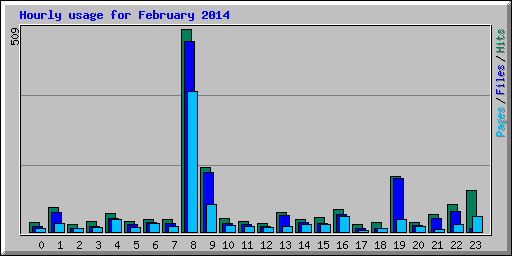 Hourly usage for February 2014
509
Pages/Files/Hits
0 1 2 3 4 5 6 7 8 9 10 11 12 13 14 15 16 17 18 19 20 21 22 23